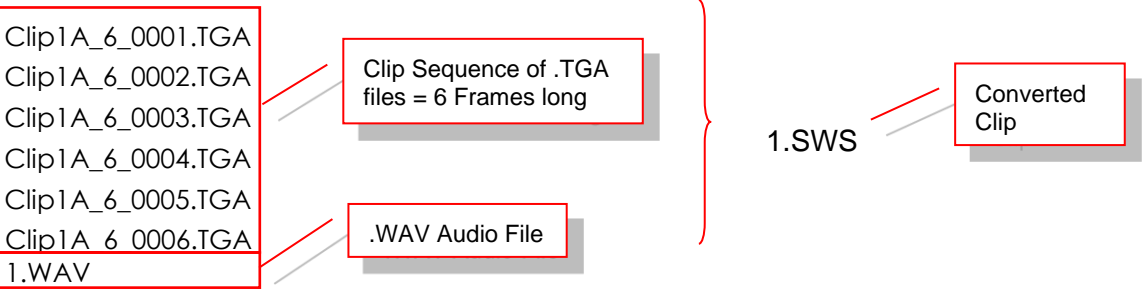 Clip1A_6_0001.TGA
Clip1A_6_0002.TGA
Clip1A_6_0003.TGA
Clip1A_6_0004.TGA
Clip1A_6_0005.TGA
Clip1A_6_0006.TGA
1.WAV
Clip Sequence of .TGA
files = 6 Frames long
.WAV Audio File
1.SWS
Converted
Clip